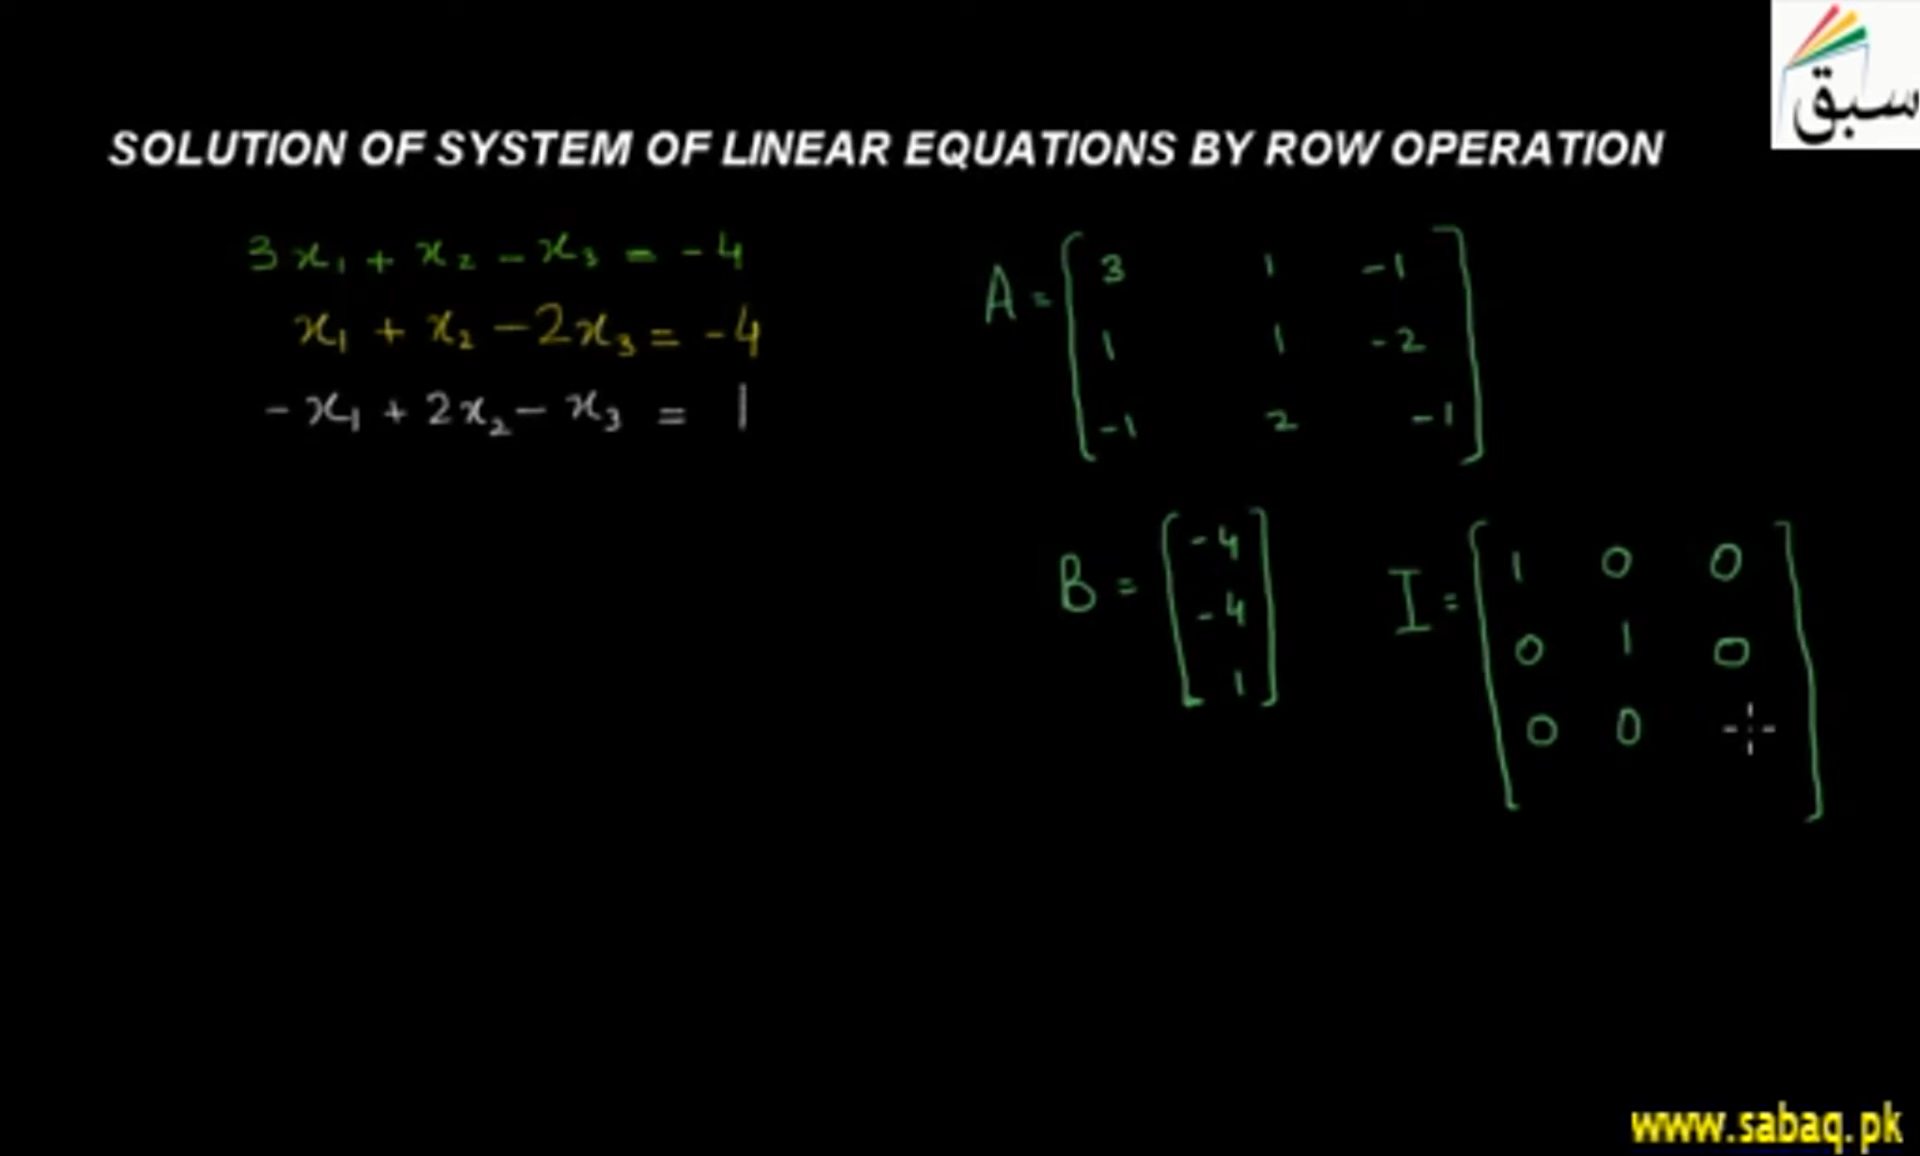 سبق
SOLUTION OF SYSTEM OF LINEAR EQUATIONS BY ROW OPERATION
3x₁ + x₂ - x₃ = -4
x₁ + x₂ - 2x₃ = -4
-x₁ + 2x₂ - x₃ = 1
A = [ 3 1 -1
1 1 -2
-1 2 -1 ]
B = [ -4
-4
1 ]
I = [ 1 0 0
0 1 0
0 0 ]
www.sabaq.pk